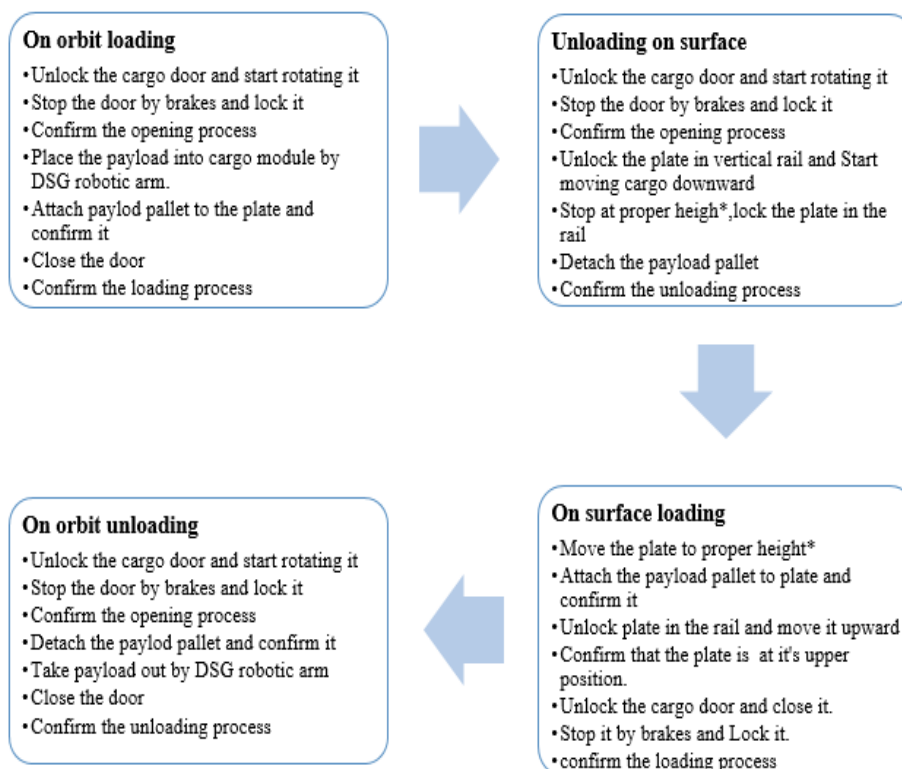 On orbit loading
•Unlock the cargo door and start rotating it
•Stop the door by brakes and lock it
•Confirm the opening process
•Place the payload into cargo module by
DSG robotic arm.
•Attach paylod pallet to the plate and
confirm it
•Close the door
•Confirm the loading process
Unloading on surface
•Unlock the cargo door and start rotating it
•Stop the door by brakes and lock it
•Confirm the opening process
•Unlock the plate in vertical rail and Start
moving cargo downward
•Stop at proper heigh*,lock the plate in the
rail
•Detach the payload pallet
•Confirm the unloading process
On surface loading
•Move the plate to proper height*
•Attach the payload pallet to plate and
confirm it
•Unlock plate in the rail and move it upward
•Confirm that the plate is at it's upper
position.
•Unlock the cargo door and close it.
•Stop it by brakes and Lock it.
•confirm the loading process
On orbit unloading
•Unlock the cargo door and start rotating it
•Stop the door by brakes and lock it
•Confirm the opening process
•Detach the paylod pallet and confirm it
•Take payload out by DSG robotic arm
•Close the door
•Confirm the unloading process